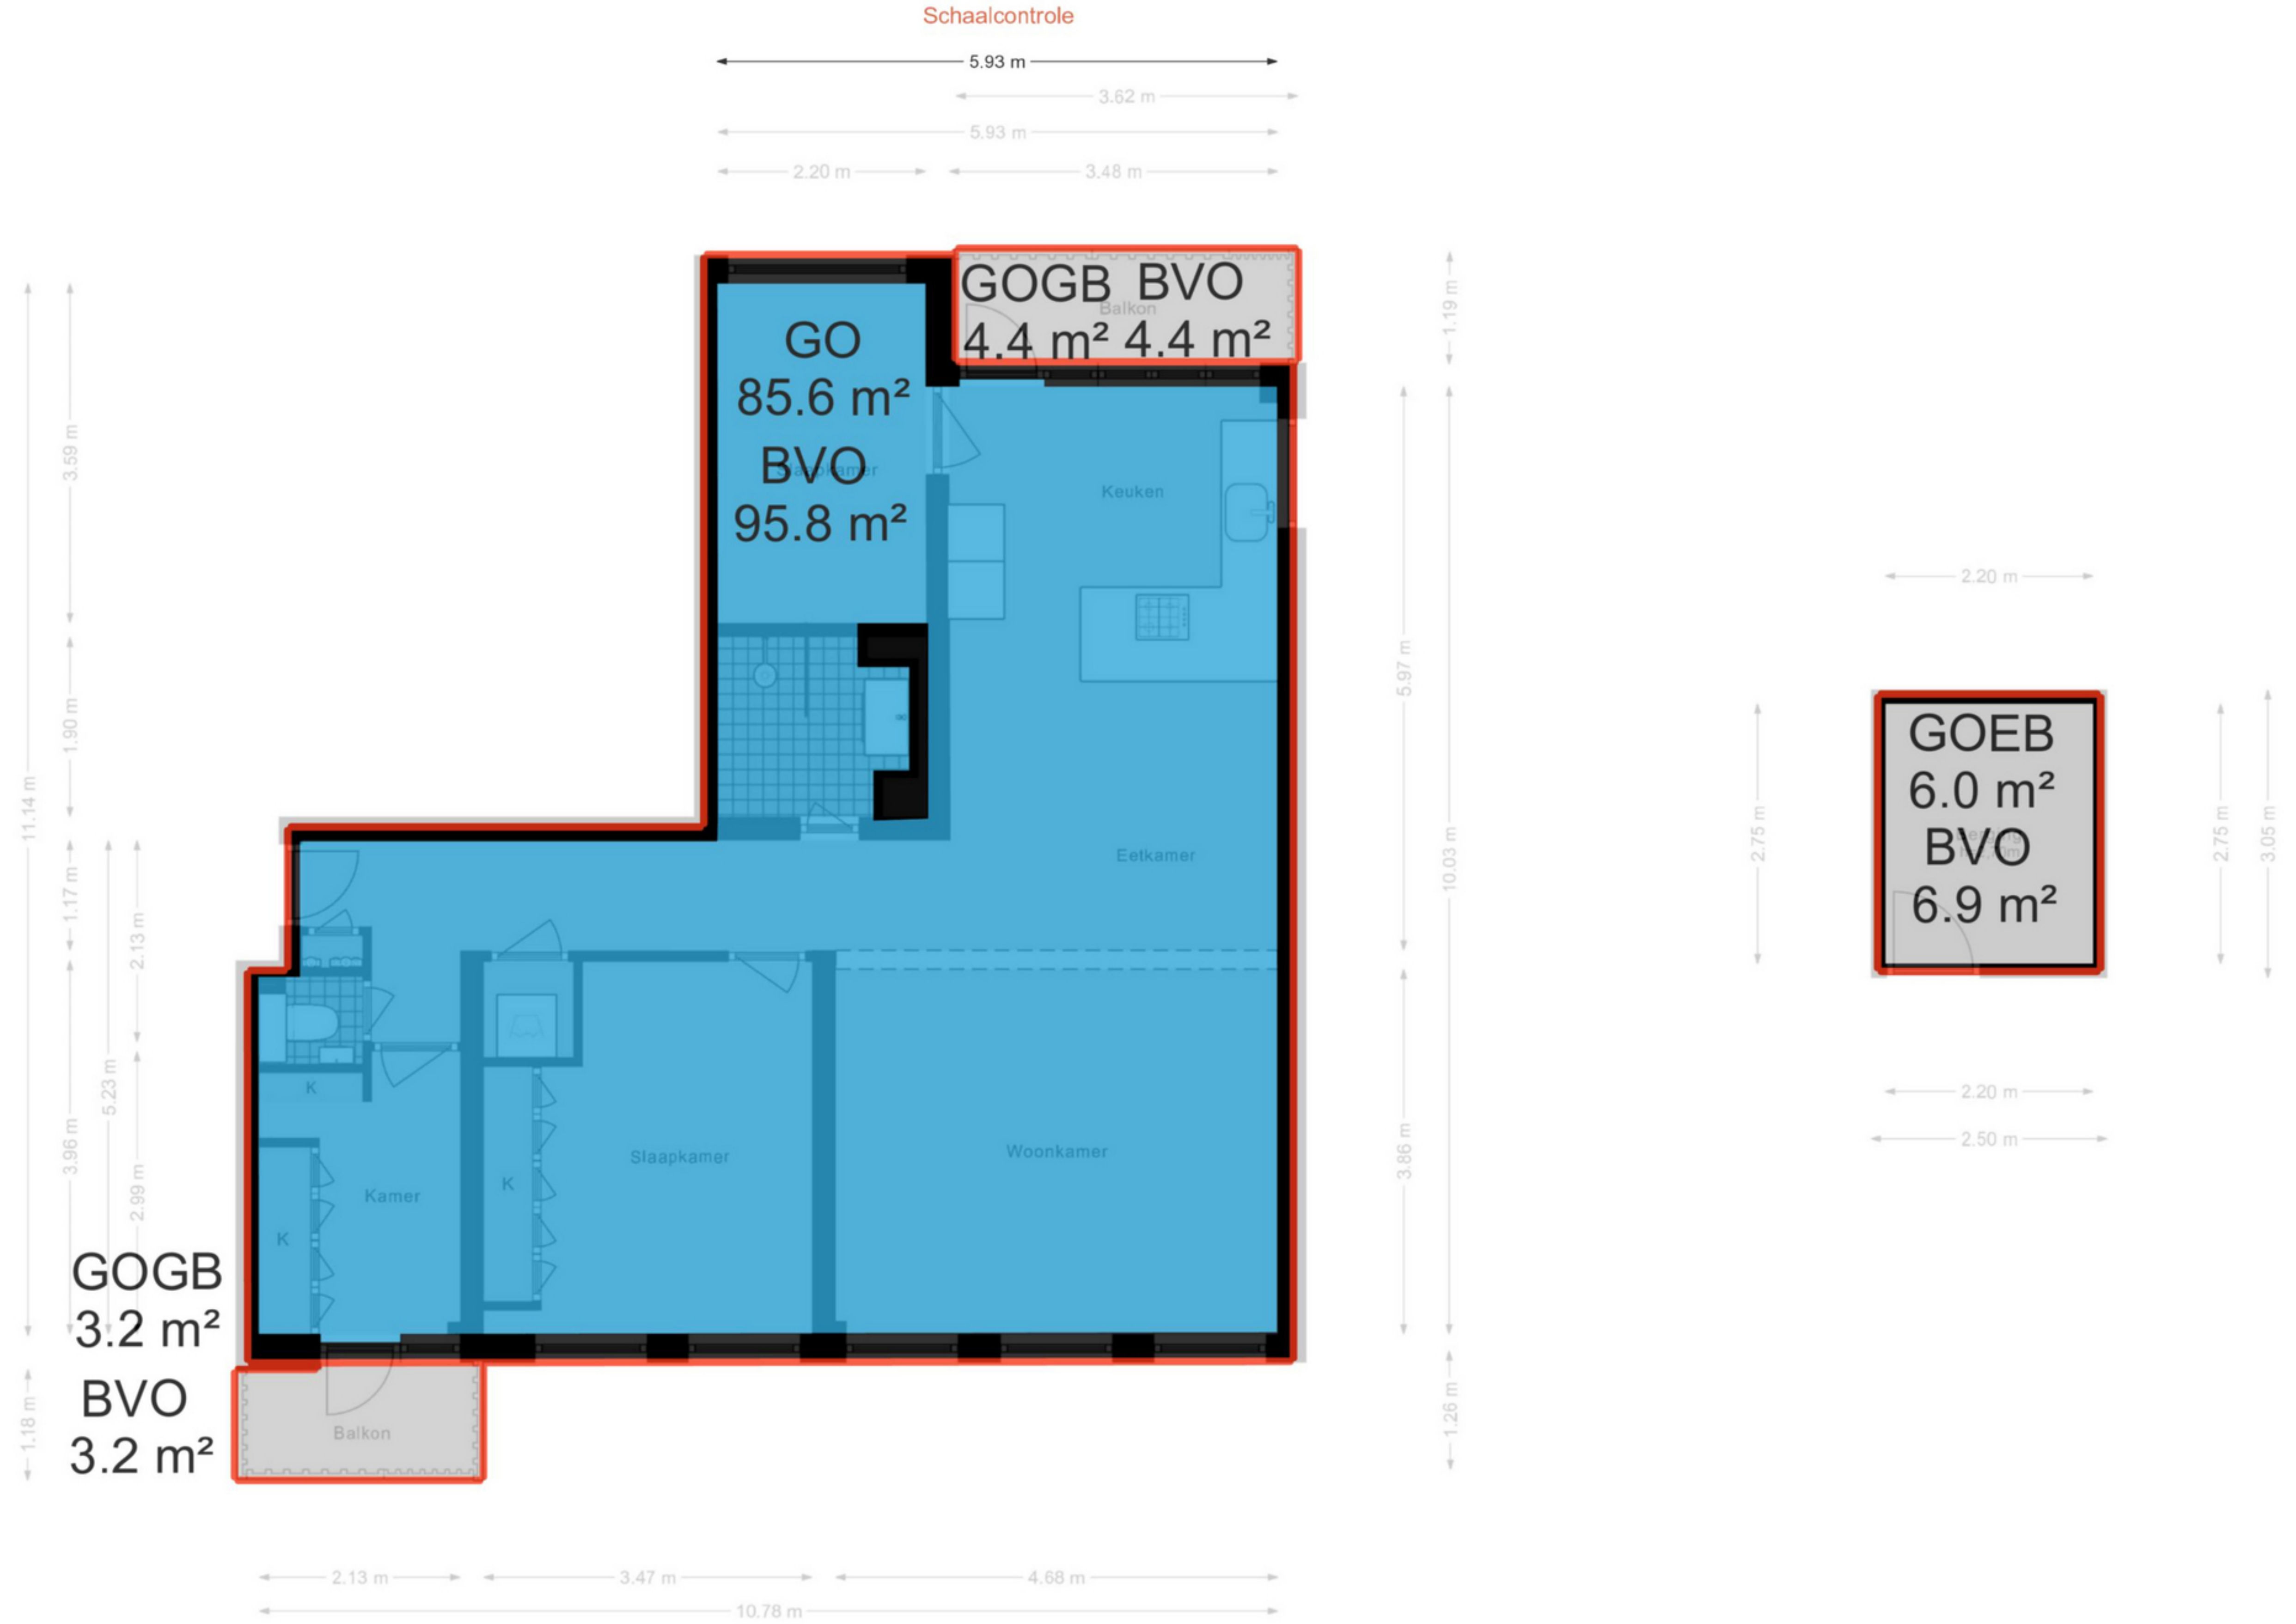 Schaalcontrole
5.93 m
3.62 m
5.93 m
2.20 m
3.48 m
GOGB BVO
Balkon
4.4 m² 4.4 m²
1.19 m
GO
85.6 m²
BVO
Slaapkamer
95.8 m²
Keuken
3.59 m
1.90 m
11.14 m
1.17 m
2.13 m
5.23 m
3.96 m
2.99 m
5.97 m
10.03 m
3.86 m
Eetkamer
K
Slaapkamer
Woonkamer
K
Kamer
K
GOGB
3.2 m²
BVO
3.2 m²
1.18 m
Balkon
1.26 m
2.13 m
3.47 m
4.68 m
10.78 m
2.20 m
GOEB
6.0 m²
BVO
6.9 m²
2.75 m
2.75 m
3.05 m
2.20 m
2.50 m